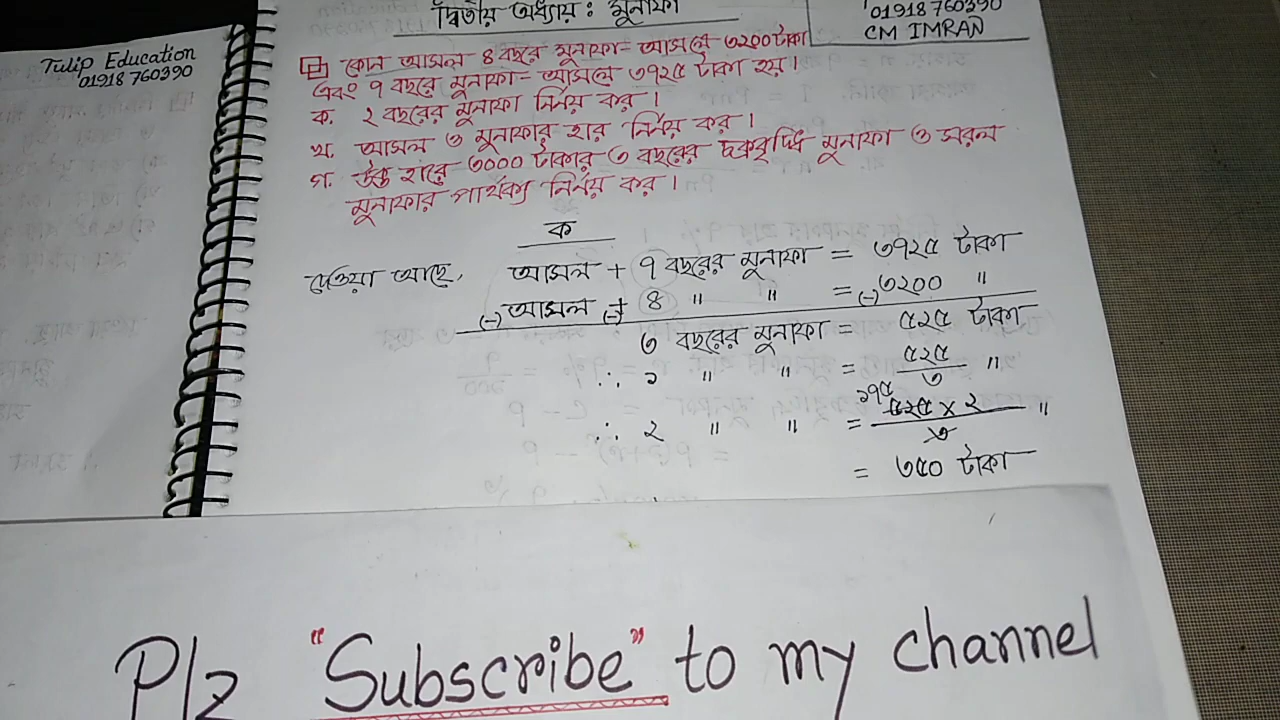 Tulip Education
01918 760390
দ্বিতীয় অধ্যায় : মুনাফা
01918 760390
CM IMRAN
কোন আসল ৪ বছরে মুনাফা-আসলে ৩২০০ টাকা
এবং ৭ বছরে মুনাফা-আসলে ৩৭২৫ টাকা হয়।
ক. ২ বছরের মুনাফা নির্নয় কর।
খ. আসল ও মুনাফার হার নির্নয় কর।
গ. উক্ত হারে ৩০০০ টাকার ৩ বছরের চক্রবৃদ্ধি মুনাফা ও সরল
মুনাফার পার্থক্য নির্নয় কর।
ক
দেওয়া আছে, আসল + ৭ বছরের মুনাফা = ৩৭২৫ টাকা
(-) আসল + (-) ৪ " " = (-) ৩২০০ "
৩ বছরের মুনাফা = ৫২৫ টাকা
∴ ১ " " = ৫২৫/৩ "
১৭৫
∴ ২ " " = ৫২৫ × ২/৩ "
= ৩৫০ টাকা
Plz "Subscribe" to my channel